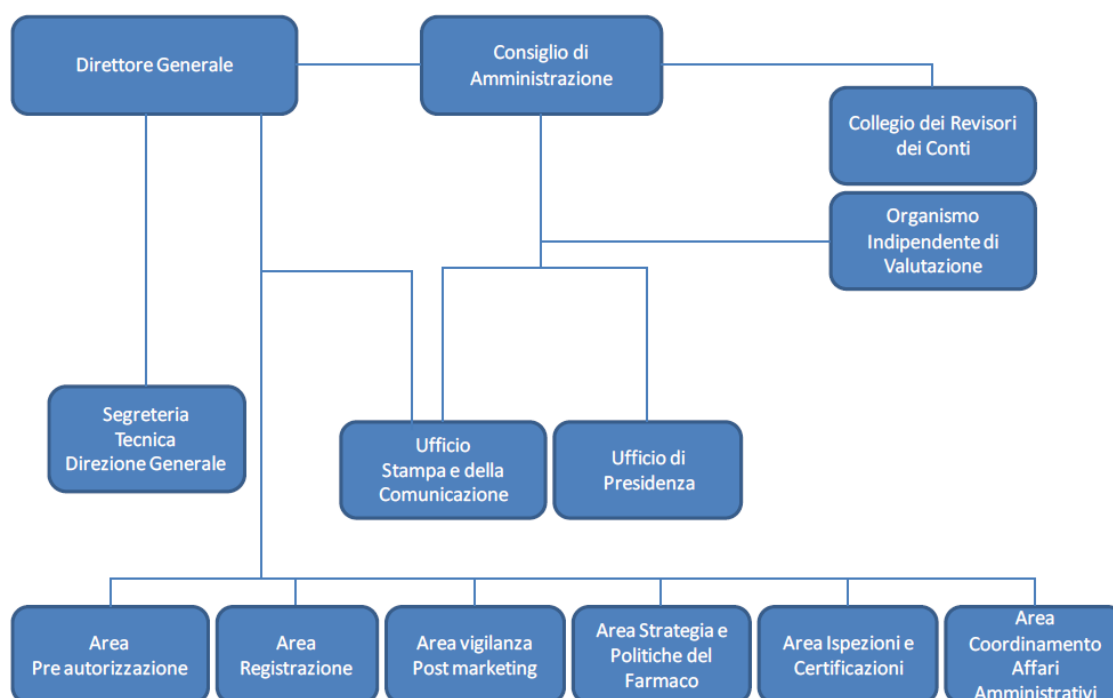 Direttore Generale
Consiglio di
Amministrazione
Collegio dei Revisori
dei Conti
Organismo
Indipendente di
Valutazione
Segreteria
Tecnica
Direzione Generale
Ufficio
Stampa e della
Comunicazione
Ufficio di
Presidenza
Area
Pre autorizzazione
Area
Registrazione
Area vigilanza
Post marketing
Area Strategia e
Politiche del
Farmaco
Area Ispezioni e
Certificazioni
Area
Coordinamento
Affari
Amministrativi